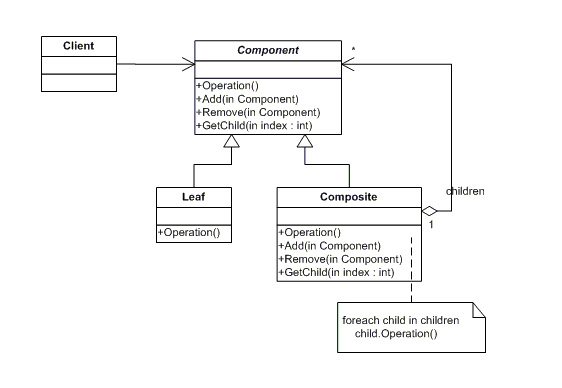 Client
Component
*
+Operation()
+Add(in Component)
+Remove(in Component)
+GetChild(in index : int)
Leaf
+Operation()
Composite
children
1
+Operation()
+Add(in Component)
+Remove(in Component)
+GetChild(in index : int)
foreach child in children
child.Operation()